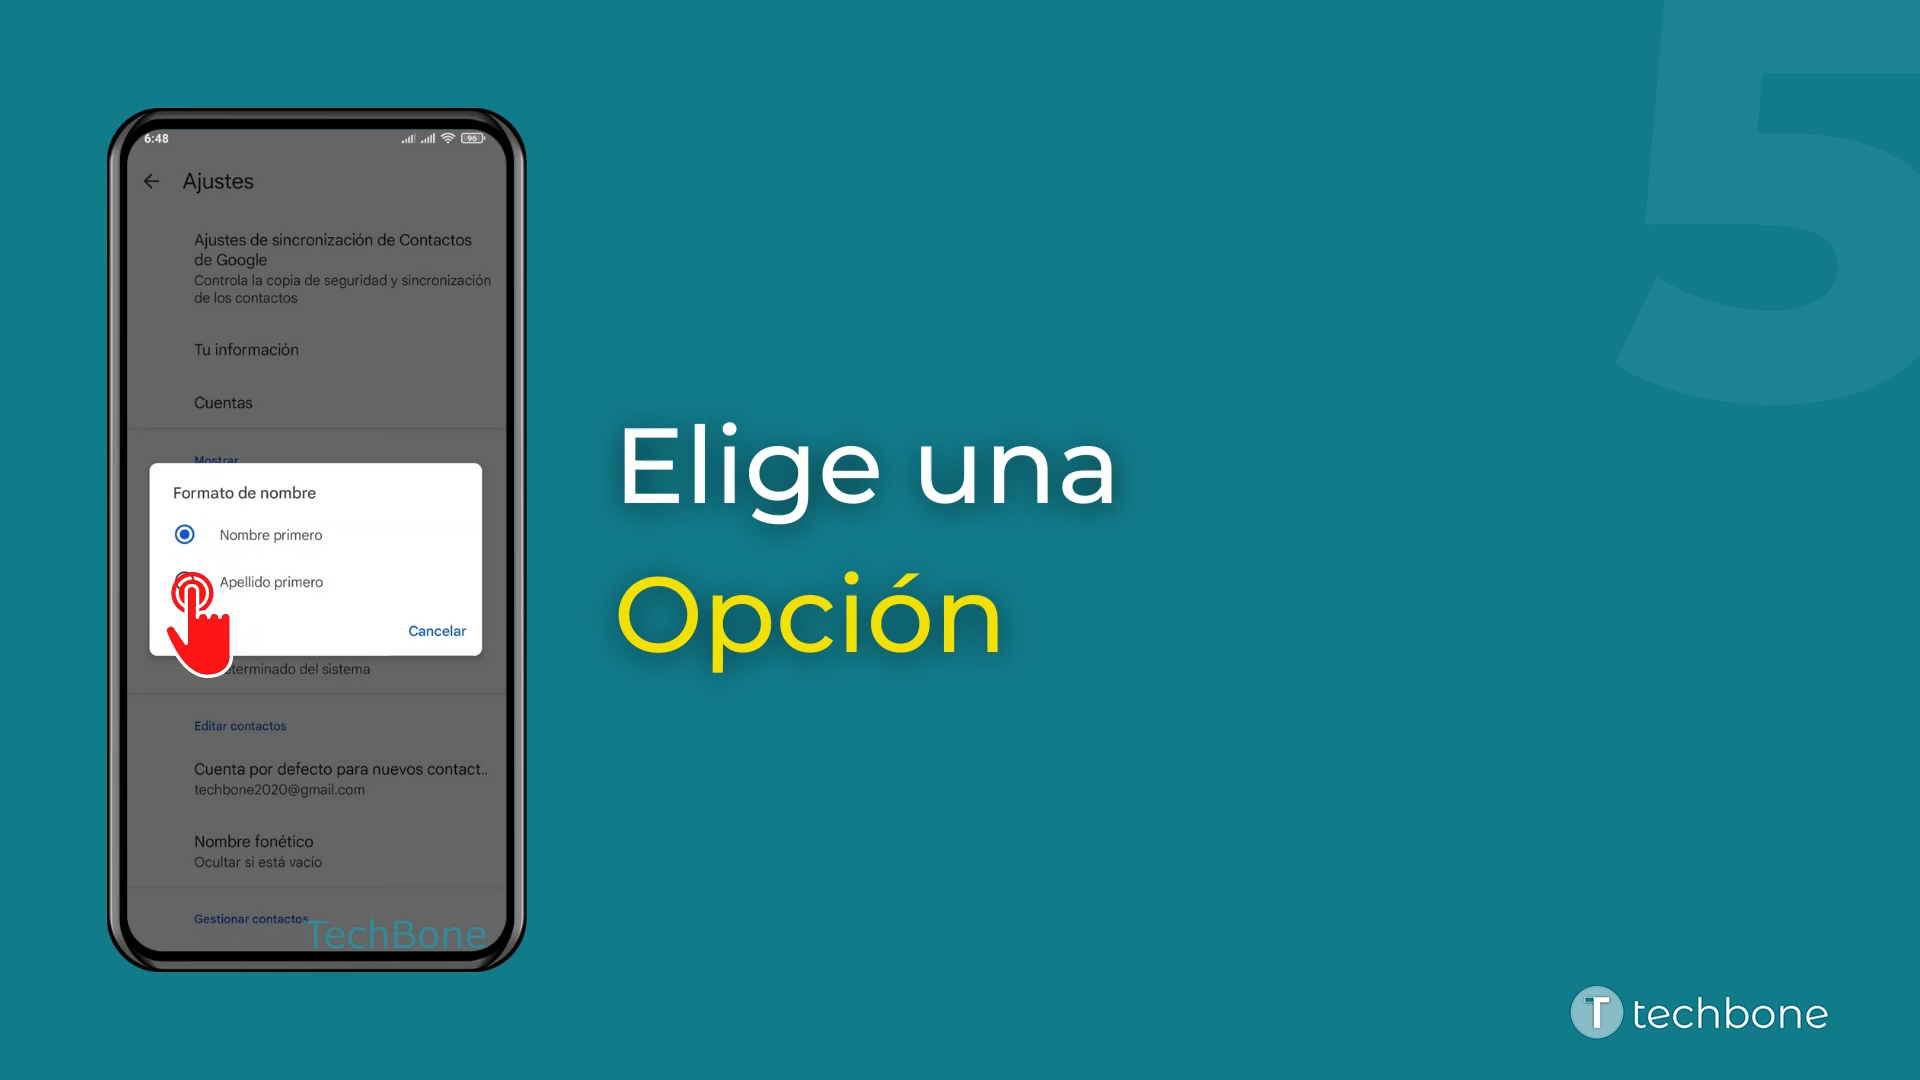 5
6:48
96
Ajustes
Ajustes de sincronización de Contactos
de Google
Controla la copia de seguridad y sincronización
de los contactos
Tu información
Cuentas
Mostrar
Formato de nombre
Nombre primero
Apellido primero
Cancelar
eterminado del sistema
Editar contactos
Cuenta por defecto para nuevos contact..
techbone2020@gmail.com
Nombre fonético
Ocultar si está vacío
Gestionar contactos
TechBone
Elige una
Opción
T techbone